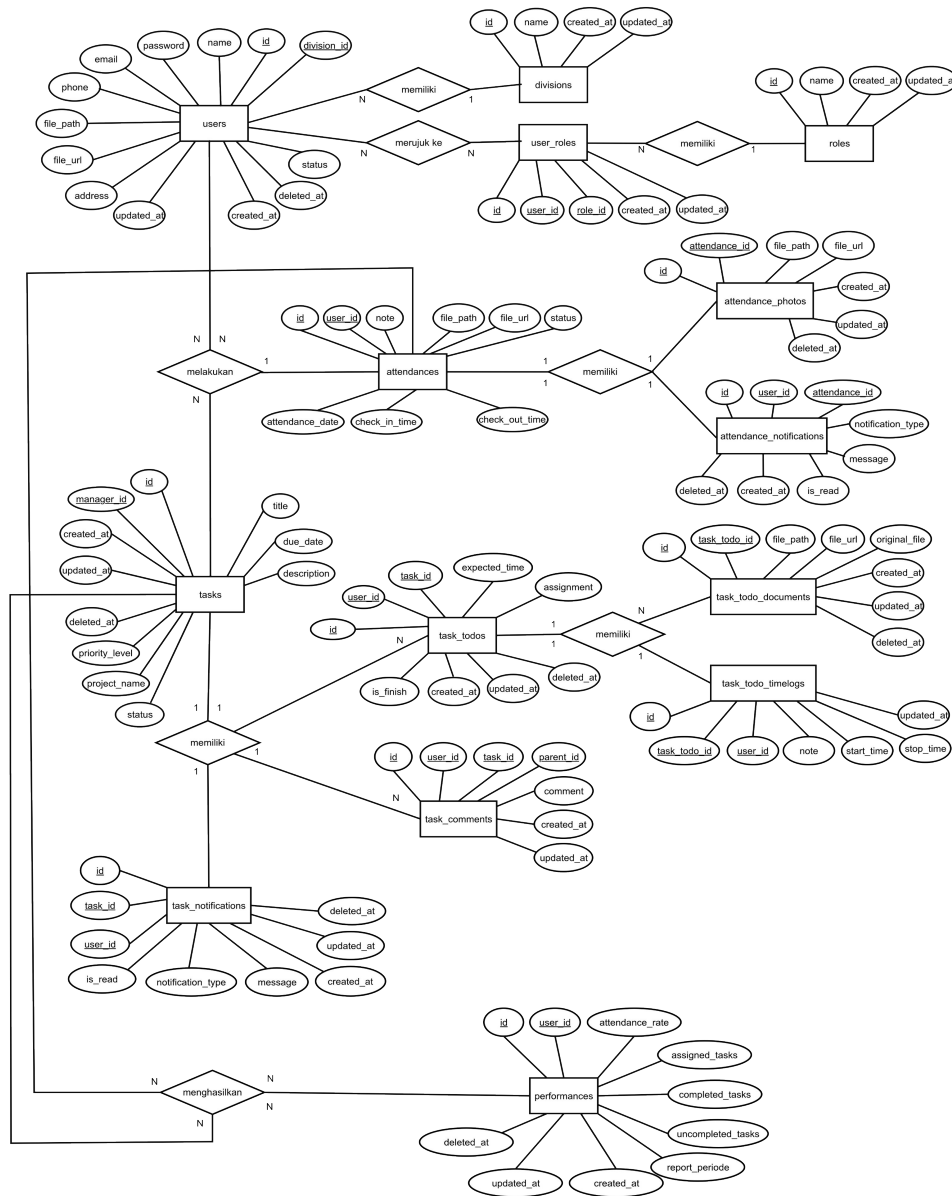 id
name
created_at
updated_at
password
name
id
division_id
email
phone
file_path
file_url
address
updated_at
created_at
deleted_at
status
users
N
memiliki
1
divisions
id
name
created_at
updated_at
N
merujuk ke
N
user_roles
N
memiliki
1
roles
id
user_id
role_id
created_at
updated_at
attendance_id
file_path
file_url
id
attendance_photos
created_at
updated_at
deleted_at
id
user_id
note
file_path
file_url
status
N
N
melakukan
1
N
attendances
1
1
memiliki
1
1
attendance_date
check_in_time
check_out_time
id
user_id
attendance_id
attendance_notifications
notification_type
message
deleted_at
created_at
is_read
id
manager_id
title
created_at
due_date
updated_at
description
tasks
deleted_at
priority_level
project_name
status
task_id
expected_time
assignment
user_id
id
N
task_todos
1
1
memiliki
N
1
is_finish
created_at
updated_at
deleted_at
id
task_todo_id
file_path
file_url
original_file
task_todo_documents
created_at
updated_at
deleted_at
task_todo_timelogs
id
task_todo_id
user_id
note
start_time
stop_time
updated_at
1
1
memiliki
1
1
id
user_id
task_id
parent_id
N
task_comments
comment
created_at
updated_at
id
task_id
task_notifications
deleted_at
user_id
updated_at
is_read
notification_type
message
created_at
id
user_id
attendance_rate
assigned_tasks
N
menghasilkan
N
N
N
performances
completed_tasks
uncompleted_tasks
deleted_at
report_periode
updated_at
created_at